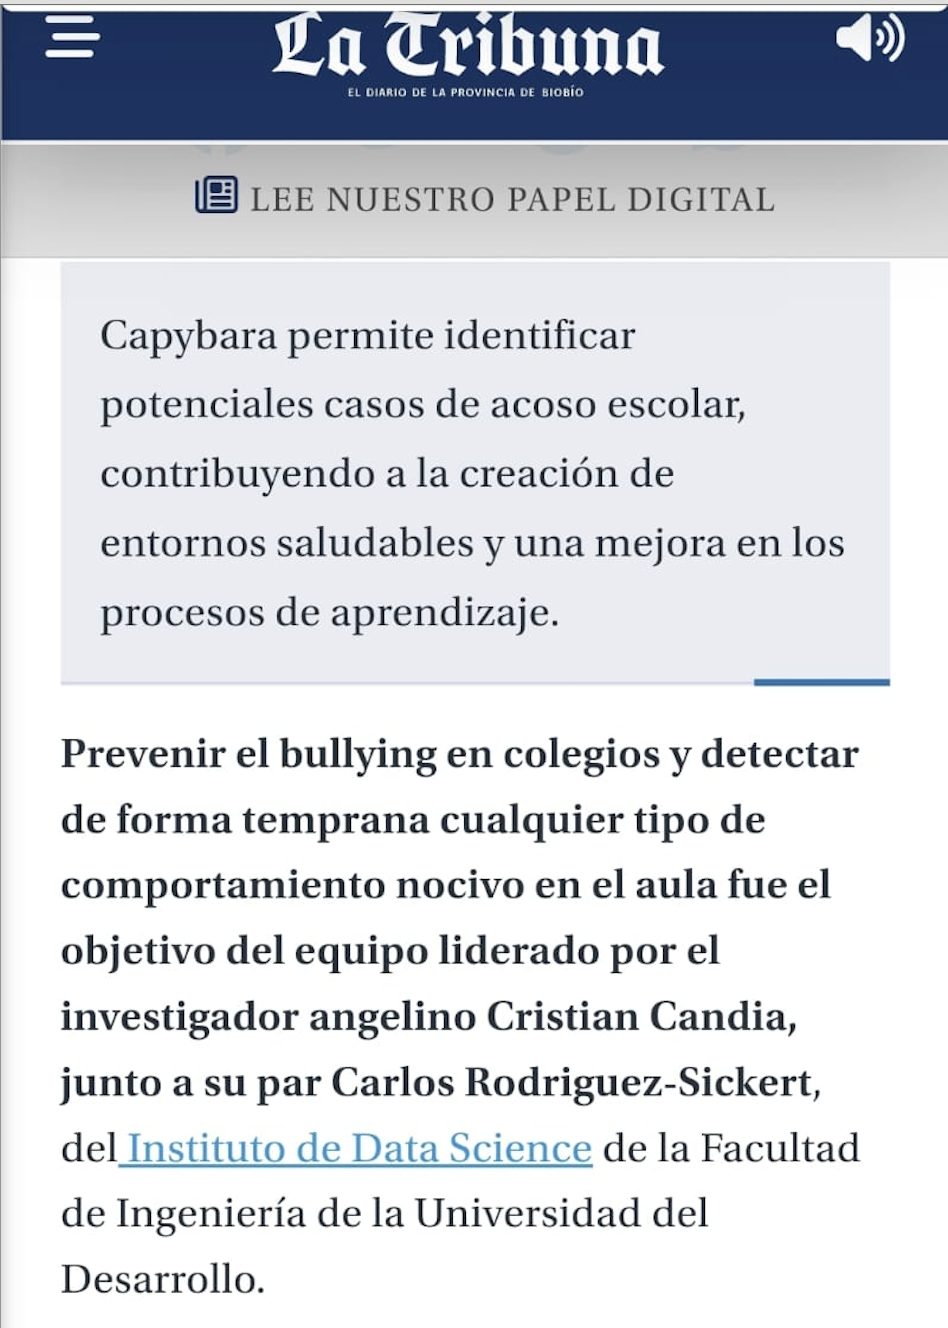 La Tribuna
EL DIARIO DE LA PROVINCIA DE BIOBÍO
LEE NUESTRO PAPEL DIGITAL
Capybara permite identificar
potenciales casos de acoso escolar,
contribuyendo a la creación de
entornos saludables y una mejora en los
procesos de aprendizaje.
Prevenir el bullying en colegios y detectar
de forma temprana cualquier tipo de
comportamiento nocivo en el aula fue el
objetivo del equipo liderado por el
investigador angelino Cristian Candia,
junto a su par Carlos Rodriguez-Sickert,
del Instituto de Data Science de la Facultad
de Ingeniería de la Universidad del
Desarrollo.